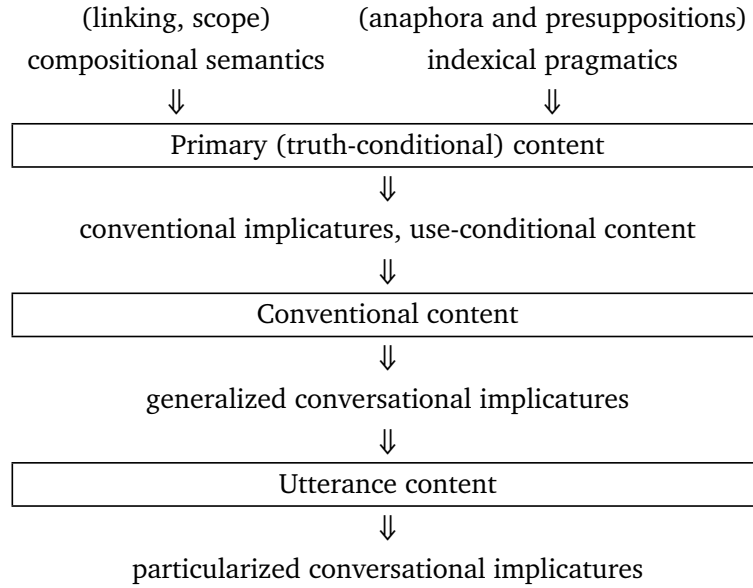 (linking, scope) (anaphora and presuppositions)
compositional semantics indexical pragmatics
⇓ ⇓
Primary (truth-conditional) content
⇓
conventional implicatures, use-conditional content
⇓
Conventional content
⇓
generalized conversational implicatures
⇓
Utterance content
⇓
particularized conversational implicatures